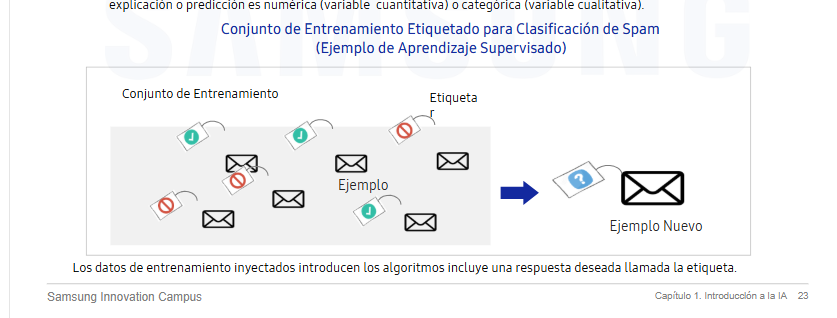 explicación o predicción es numérica (variable cuantitativa) o categórica (variable cualitativa).
Conjunto de Entrenamiento Etiquetado para Clasificación de Spam
(Ejemplo de Aprendizaje Supervisado)
Conjunto de Entrenamiento
Etiqueta
r
Ejemplo
?
Ejemplo Nuevo
Los datos de entrenamiento inyectados introducen los algoritmos incluye una respuesta deseada llamada la etiqueta.
Samsung Innovation Campus
Capítulo 1. Introducción a la IA 23
SAMSUNG